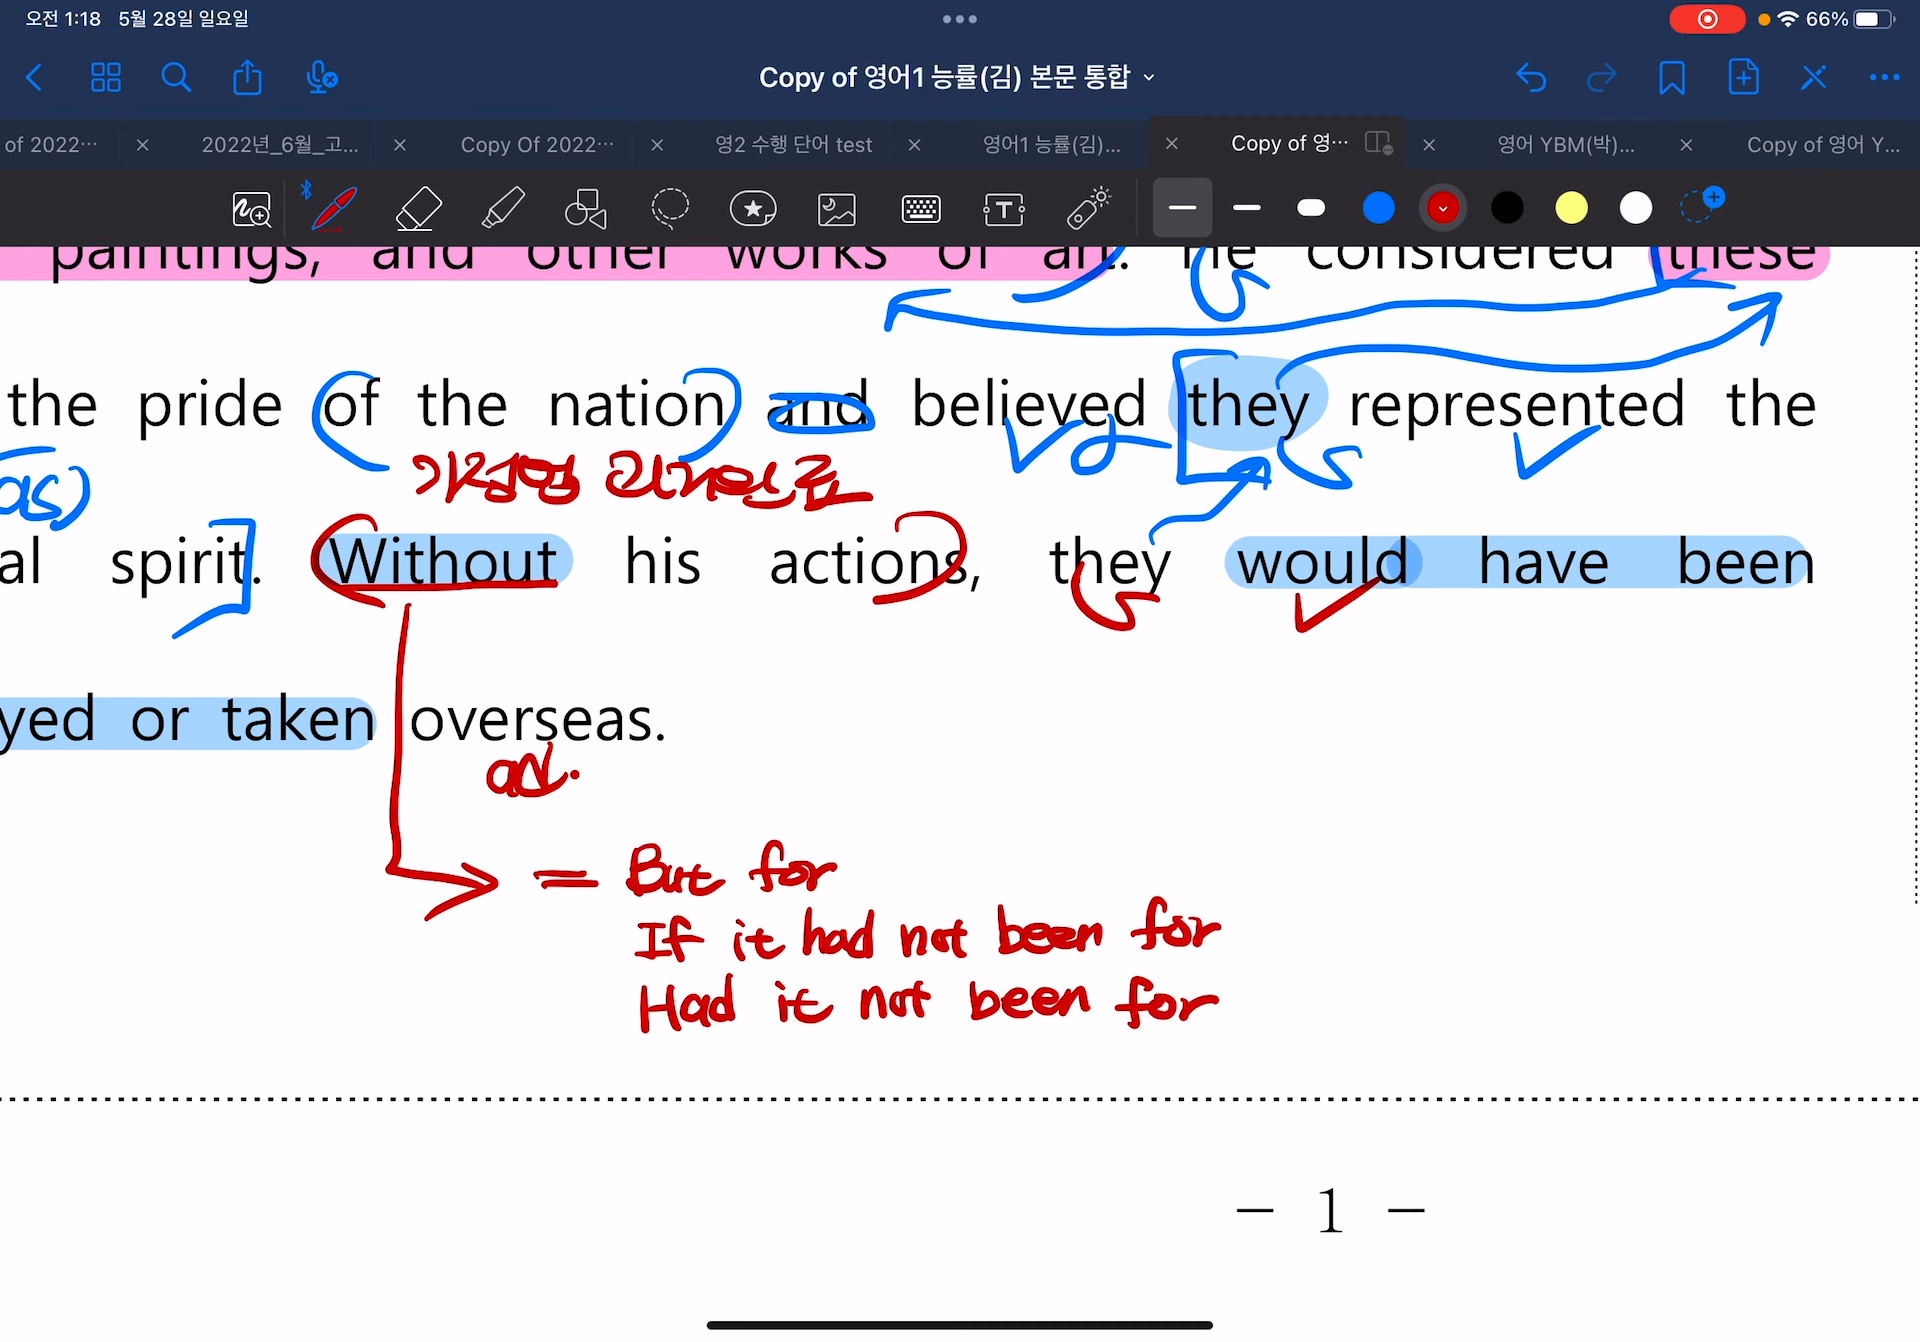 오전 1:18 5월 28일 일요일
66%
Copy of 영어1 능률(김) 본문 통합
of 2022···
2022년_6월_고...
Copy Of 2022···
영2 수행 단어 test
영어1 능률(김)...
Copy of 영···
영어 YBM(박)...
Copy of 영어 Y...
paintings, and other works of art. He considered these
the pride of the nation and believed they represented the
as)
가정법 과거완료
al spirit. Without his actions, they would have been
S
yed or taken overseas.
ad.
= But for
If it had not been for
Had it not been for
- 1 -